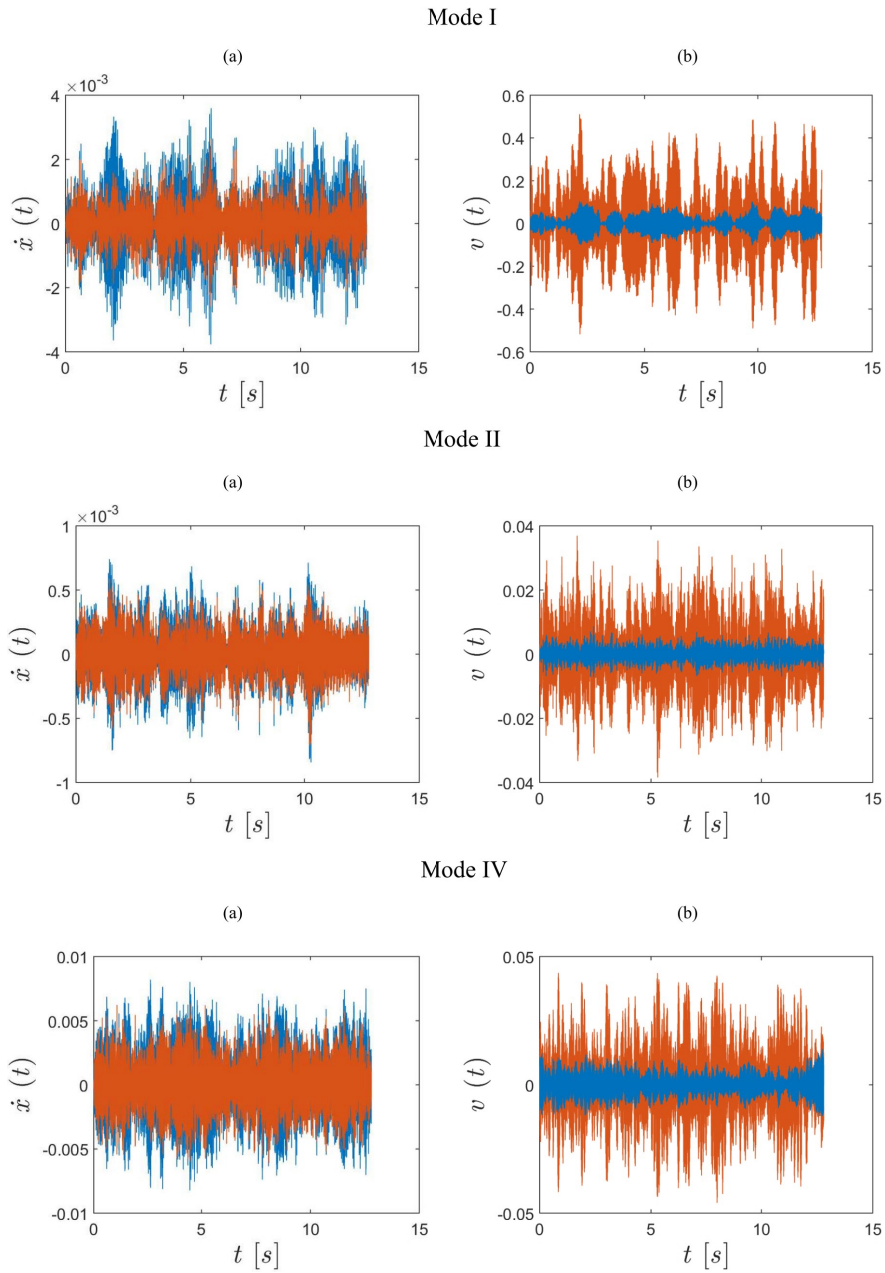 Mode I
(a)
(b)
×10⁻³
4
2
0
-2
-4
ẋ (t)
0 5 10 15
t [s]
0.6
0.4
0.2
0
-0.2
-0.4
-0.6
v (t)
0 5 10 15
t [s]
Mode II
(a)
(b)
×10⁻³
1
0.5
0
-0.5
-1
ẋ (t)
0 5 10 15
t [s]
0.04
0.02
0
-0.02
-0.04
v (t)
0 5 10 15
t [s]
Mode IV
(a)
(b)
0.01
0.005
0
-0.005
-0.01
ẋ (t)
0 5 10 15
t [s]
0.05
0
-0.05
v (t)
0 5 10 15
t [s]